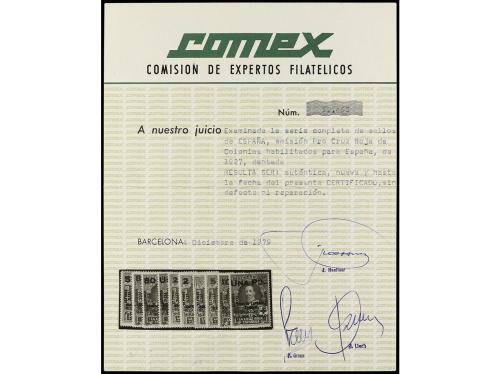 COMEX
COMISION DE EXPERTOS FILATELICOS
Núm.
A nuestro juicio Examinada la serie completa de sellos
de ESPAÑA, emisión Pro Cruz Roja de
Colonias habilitados para España, de
1927, dentada
RESULTA SER: auténtica, nueva y hasta
la fecha del presente CERTIFICADO, sin
defecto ni reparación.
BARCELONA Diciembre de 1979
UNA PTA